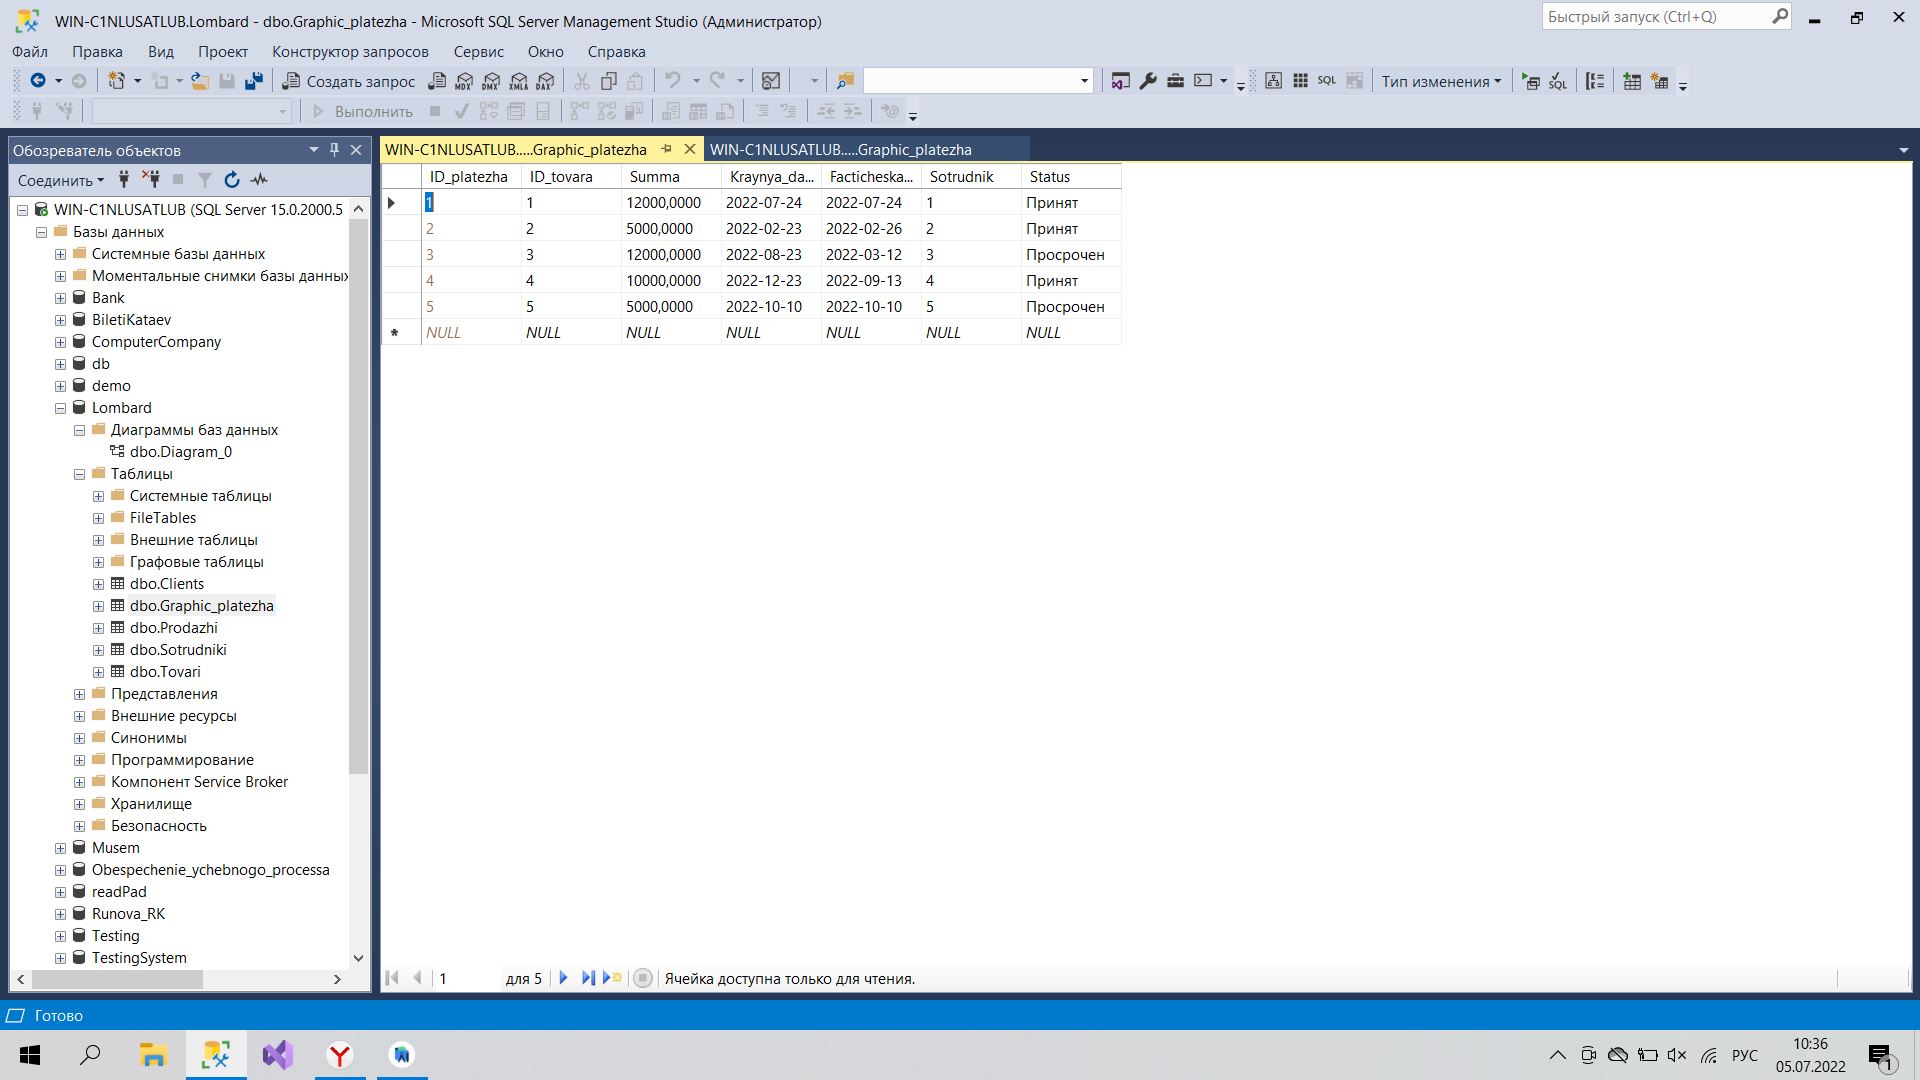 WIN-C1NLUSATLUB.Lombard - dbo.Graphic_platezha - Microsoft SQL Server Management Studio (Администратор)
Быстрый запуск (Ctrl+Q)
Файл Правка Вид Проект Конструктор запросов Сервис Окно Справка
Создать запрос MDX DMX XMLA DAX SQL Тип изменения SQL
Выполнить
Обозреватель объектов
Соединить
WIN-C1NLUSATLUB (SQL Server 15.0.2000.5
Базы данных
Системные базы данных
Моментальные снимки базы данных
Bank
BiletiKataev
ComputerCompany
db
demo
Lombard
Диаграммы баз данных
dbo.Diagram_0
Таблицы
Системные таблицы
FileTables
Внешние таблицы
Графовые таблицы
dbo.Clients
dbo.Graphic_platezha
dbo.Prodazhi
dbo.Sotrudniki
dbo.Tovari
Представления
Внешние ресурсы
Синонимы
Программирование
Компонент Service Broker
Хранилище
Безопасность
Musem
Obespechenie_ychebnogo_processa
readPad
Runova_RK
Testing
TestingSystem
WIN-C1NLUSATLUB.....Graphic_platezha WIN-C1NLUSATLUB.....Graphic_platezha
ID_platezha ID_tovara Summa Kraynya_da... Facticheska... Sotrudnik Status
1 1 12000,0000 2022-07-24 2022-07-24 1 Принят
2 2 5000,0000 2022-02-23 2022-02-26 2 Принят
3 3 12000,0000 2022-08-23 2022-03-12 3 Просрочен
4 4 10000,0000 2022-12-23 2022-09-13 4 Принят
5 5 5000,0000 2022-10-10 2022-10-10 5 Просрочен
* NULL NULL NULL NULL NULL NULL NULL
1 для 5 Ячейка доступна только для чтения.
Готово
РУС
10:36
05.07.2022
1